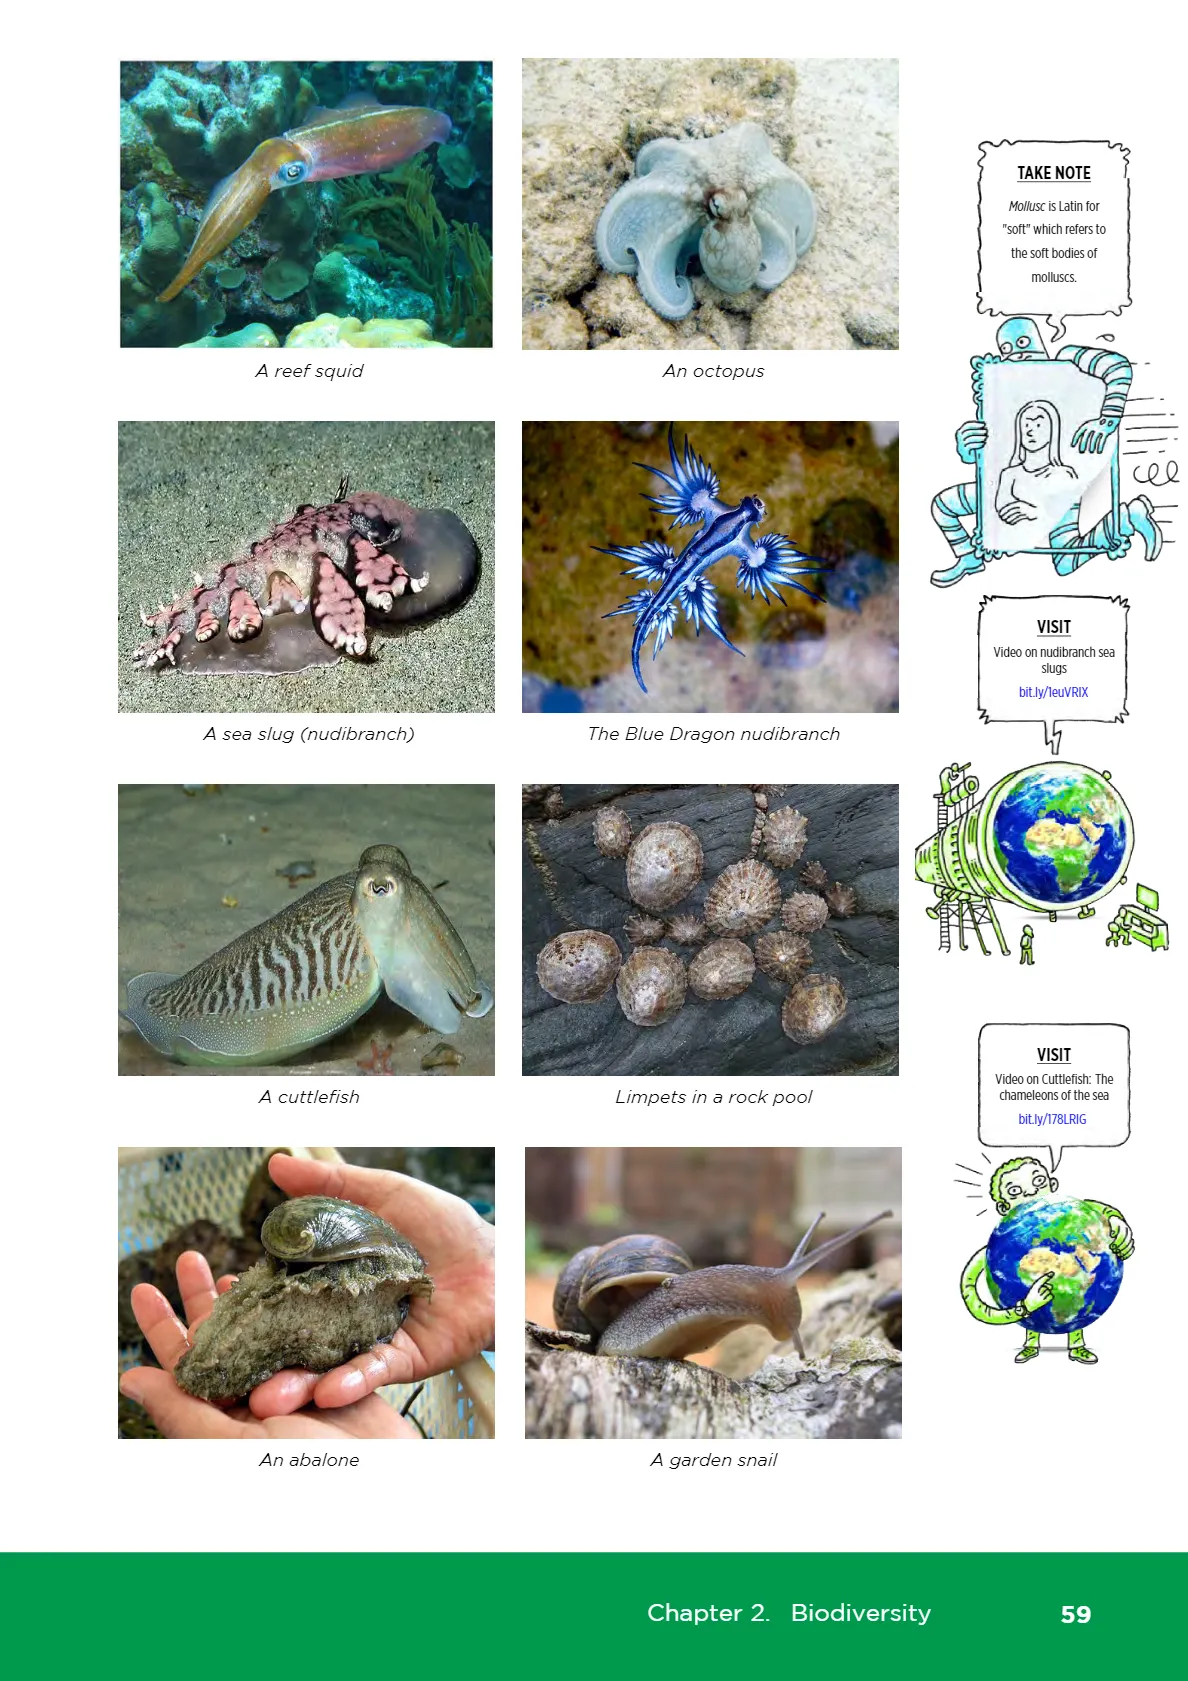 A reef squid
An octopus
A sea slug (nudibranch)
The Blue Dragon nudibranch
A cuttlefish
Limpets in a rock pool
An abalone
A garden snail
TAKE NOTE
Mollusc is Latin for
"soft" which refers to
the soft bodies of
molluscs.
VISIT
Video on nudibranch sea
slugs
bit.ly/1euVRIX
VISIT
Video on Cuttlefish: The
chameleons of the sea
bit.ly/178LRIG
Chapter 2. Biodiversity
59